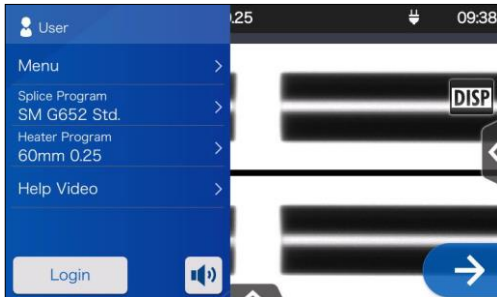 User
.25
09:38
Menu
Splice Program
SM G652 Std.
Heater Program
60mm 0.25
Help Video
Login
DISP